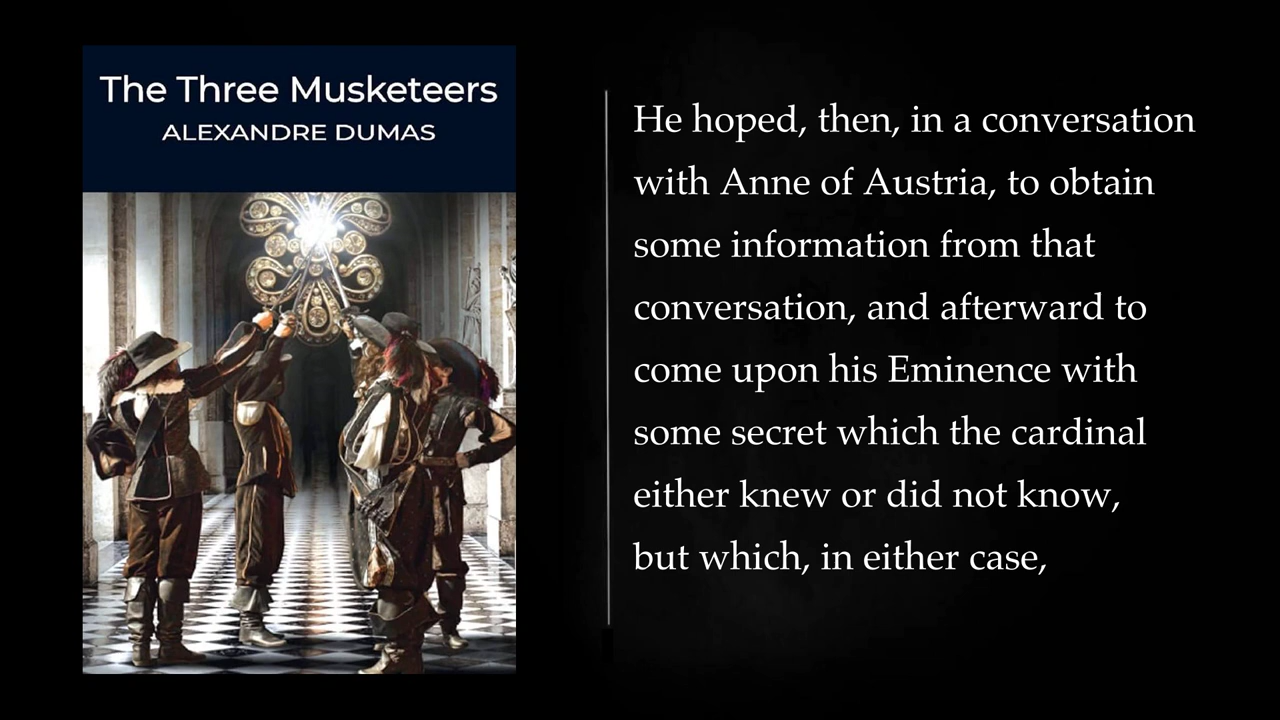 The Three Musketeers
ALEXANDRE DUMAS
He hoped, then, in a conversation
with Anne of Austria, to obtain
some information from that
conversation, and afterward to
come upon his Eminence with
some secret which the cardinal
either knew or did not know,
but which, in either case,